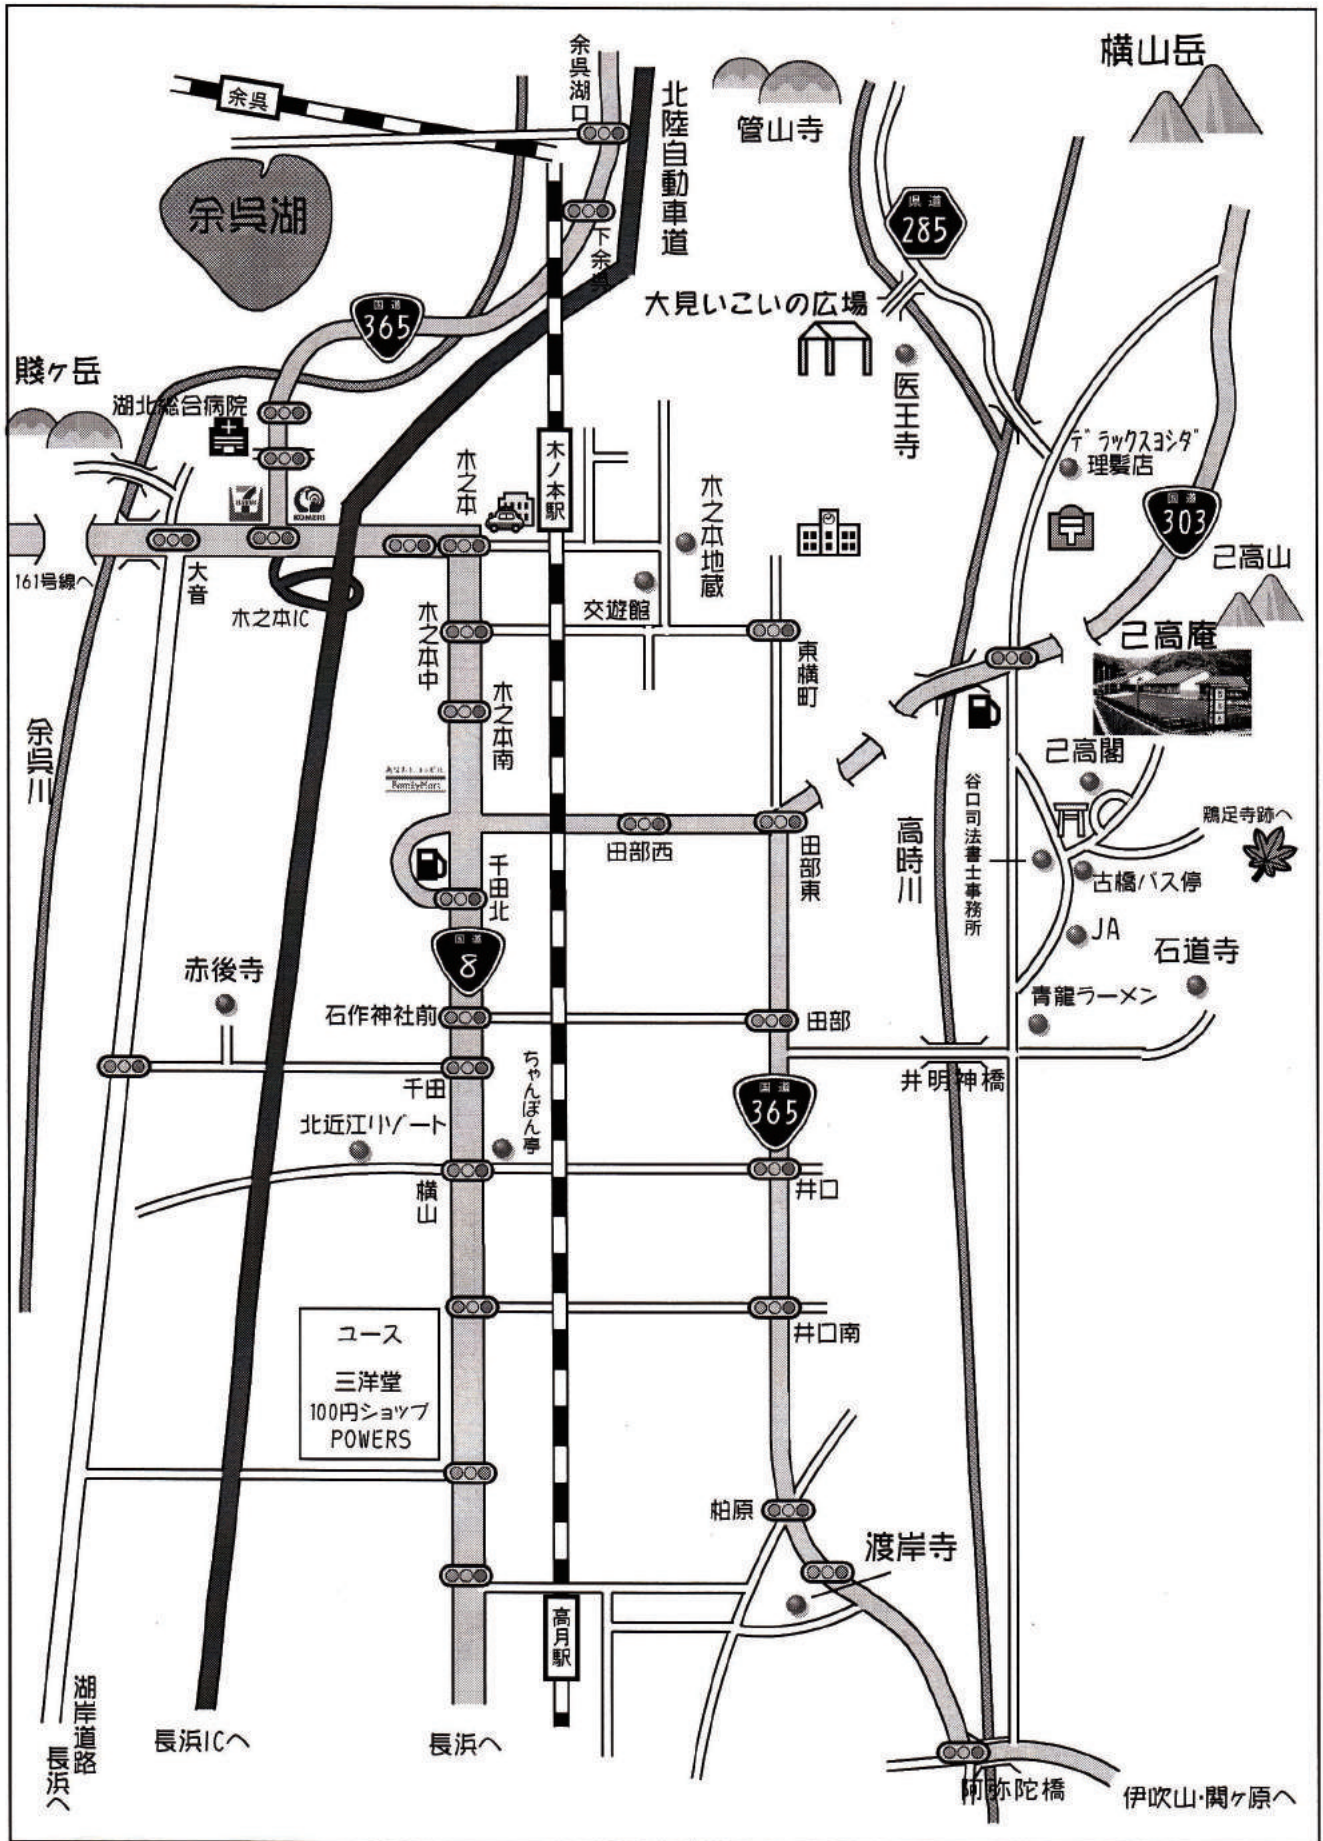 余呉湖口
横山岳
余呉
北陸自動車道
管山寺
余呉湖
県道
285
下余呉
大見いこいの広場
国道
365
賤ヶ岳
湖北総合病院
医王寺
デラックスヨシダ
理髪店
木之本
木ノ本駅
木之本地蔵
国道
303
KOMERI
己高山
161号線へ
大音
木之本IC
交遊館
木之本中
東横町
己高庵
木之本南
余呉川
己高閣
FamilyMart
谷口司法書士事務所
鶏足寺跡へ
田部西
田部東
高時川
千田北
古橋バス停
国道
8
JA
赤後寺
石道寺
青龍ラーメン
石作神社前
田部
千田
ちゃんぽん亭
井明神橋
国道
365
北近江リゾート
横山
井口
ユース
三洋堂
100円ショップ
POWERS
井口南
柏原
渡岸寺
高月駅
湖岸道路
長浜へ
長浜ICへ
長浜へ
阿弥陀橋
伊吹山・関ヶ原へ